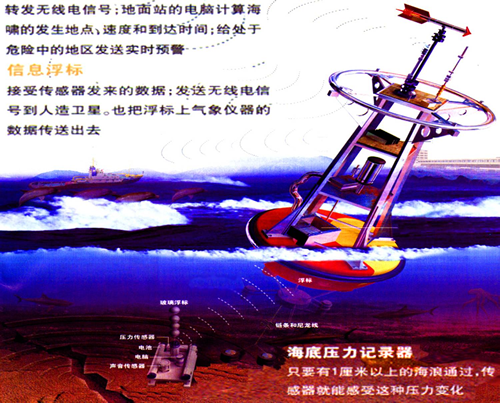 转发无线电信号；地面站的电脑计算海
啸的发生地点、速度和到达时间；给处于
危险中的地区发送实时预警
信息浮标
接受传感器发来的数据；发送无线电信
号到人造卫星。也把浮标上气象仪器的
数据传送出去
浮标
玻璃浮标
链条和尼龙线
压力传感器
电池
电脑
声音传感器
海底压力记录器
只要有1厘米以上的海浪通过，传
感器就能感受这种压力变化